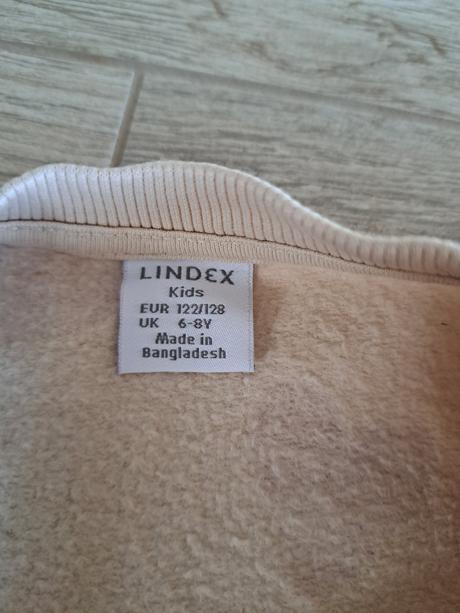 LINDEX
Kids
EUR 122/128
UK 6-8Y
Made in
Bangladesh